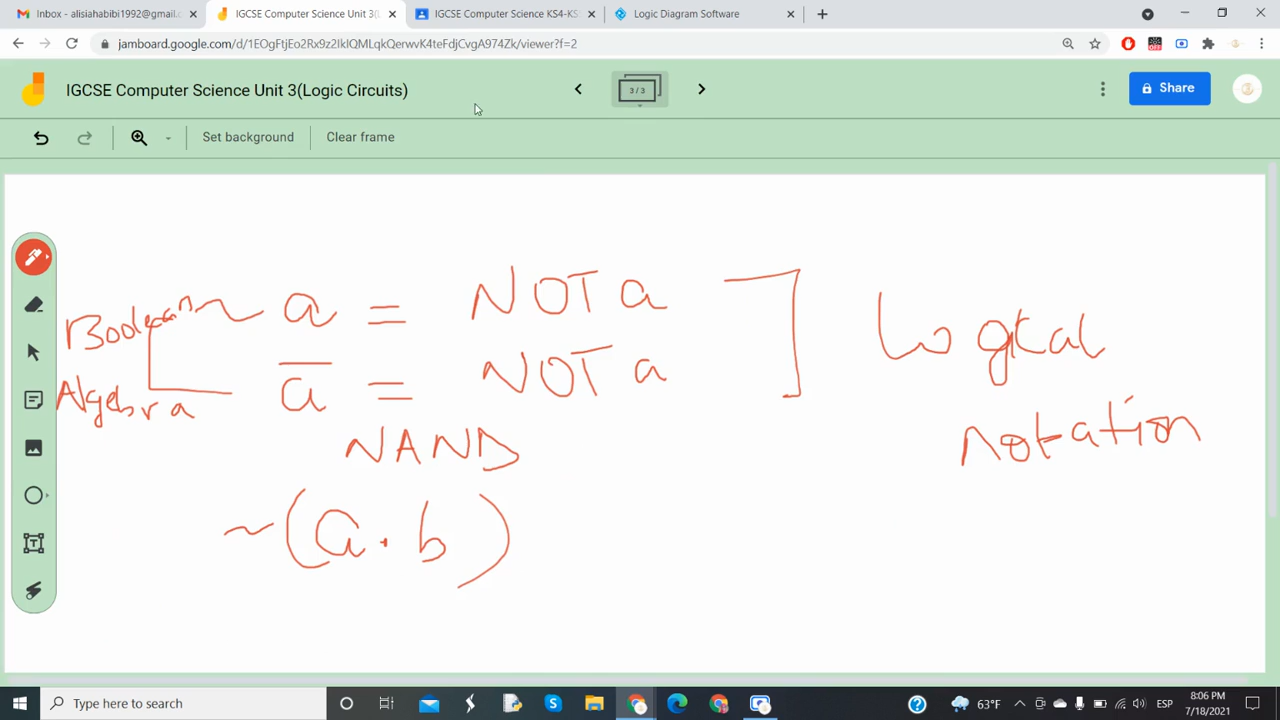 Inbox - alisiahabibi1992@gmail.c
IGCSE Computer Science Unit 3(
IGCSE Computer Science KS4-KS
Logic Diagram Software
jamboard.google.com/d/1EOgFtjEo2Rx9z2IkIQMLqkQerwvK4teFdJCvgA974Zk/viewer?f=2
OFF
IGCSE Computer Science Unit 3(Logic Circuits)
3 / 3
Share
Set background
Clear frame
Boolean ~ a = NOT a
Algebra a̅ = NOT a
Logical
notation
NAND
~(a.b)
Type here to search
63°F
ESP
8:06 PM
7/18/2021